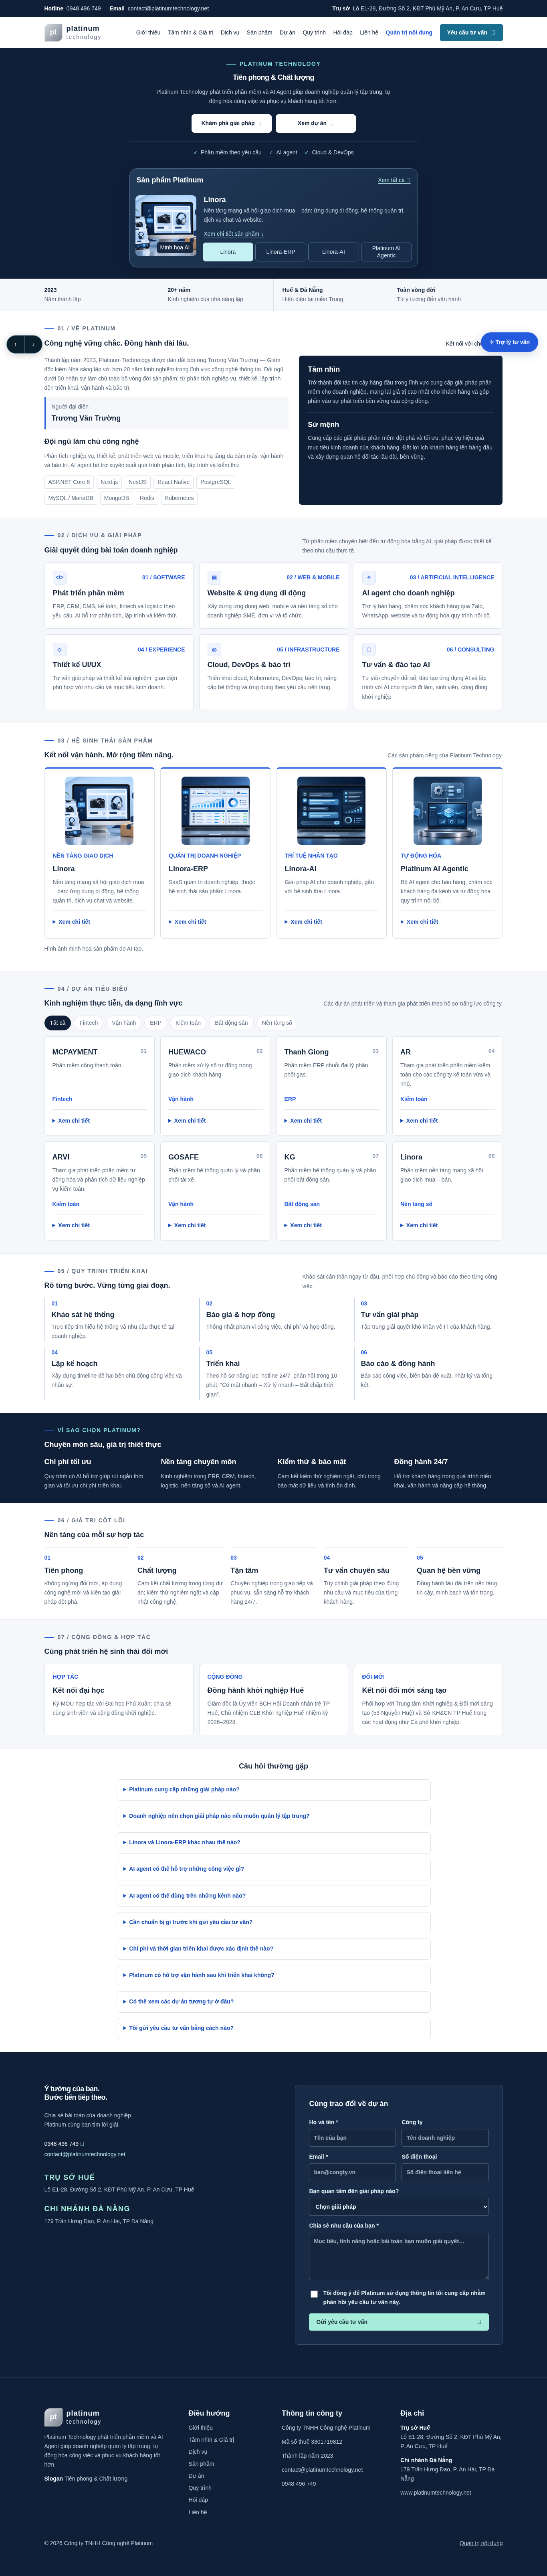 Hotline 0948 496 749 Email contact@platinumtechnology.net Trụ sở Lô E1-28, Đường Số 2, KĐT Phú Mỹ An, P. An Cựu, TP Huế
pt platinum technology Giới thiệu Tầm nhìn & Giá trị Dịch vụ Sản phẩm Dự án Quy trình Hỏi đáp Liên hệ Quản trị nội dung Yêu cầu tư vấn
PLATINUM TECHNOLOGY
Tiên phong & Chất lượng
Platinum Technology phát triển phần mềm và AI Agent giúp doanh nghiệp quản lý tập trung, tự
động hóa công việc và phục vụ khách hàng tốt hơn.
Khám phá giải pháp ↓ Xem dự án ↓
✓ Phần mềm theo yêu cầu ✓ AI agent ✓ Cloud & DevOps
Sản phẩm Platinum Xem tất cả
Linora
Nền tảng mạng xã hội giao dịch mua – bán: ứng dụng di động, hệ thống quản trị,
dịch vụ chat và website.
Xem chi tiết sản phẩm ↓
Minh họa AI
Linora Linora-ERP Linora-AI Platinum AI Agentic
2023 20+ năm Huế & Đà Nẵng Toàn vòng đời
Năm thành lập Kinh nghiệm của nhà sáng lập Hiện diện tại miền Trung Từ ý tưởng đến vận hành
01 / VỀ PLATINUM
↑ ↓
Công nghệ vững chắc. Đồng hành dài lâu. Kết nối với ch
✧ Trợ lý tư vấn
Thành lập năm 2023, Platinum Technology được dẫn dắt bởi ông Trương Văn Trường — Giám
đốc kiêm Nhà sáng lập với hơn 20 năm kinh nghiệm trong lĩnh vực công nghệ thông tin. Đội ngũ
dưới 50 nhân sự làm chủ toàn bộ vòng đời sản phẩm: từ phân tích nghiệp vụ, thiết kế, lập trình
đến triển khai, vận hành và bảo trì.
Người đại diện
Trương Văn Trường
Đội ngũ làm chủ công nghệ
Phân tích nghiệp vụ, thiết kế, phát triển web và mobile, triển khai hạ tầng đa đám mây, vận hành
và bảo trì. AI agent hỗ trợ xuyên suốt quá trình phân tích, lập trình và kiểm thử.
ASP.NET Core 8 Next.js NestJS React Native PostgreSQL
MySQL / MariaDB MongoDB Redis Kubernetes
Tầm nhìn
Trở thành đối tác tin cậy hàng đầu trong lĩnh vực cung cấp giải pháp phần
mềm cho doanh nghiệp, mang lại giá trị cao nhất cho khách hàng và góp
phần vào sự phát triển bền vững của cộng đồng.
Sứ mệnh
Cung cấp các giải pháp phần mềm đột phá và tối ưu, phục vụ hiệu quả
mục tiêu kinh doanh của khách hàng. Đặt lợi ích khách hàng lên hàng đầu
và xây dựng quan hệ đối tác lâu dài, bền vững.
02 / DỊCH VỤ & GIẢI PHÁP
Giải quyết đúng bài toán doanh nghiệp
Từ phần mềm chuyên biệt đến tự động hóa bằng AI, giải pháp được thiết kế
theo nhu cầu thực tế.
</> 01 / SOFTWARE
Phát triển phần mềm
ERP, CRM, DMS, kế toán, fintech và logistic theo
yêu cầu. AI hỗ trợ phân tích, lập trình và kiểm thử.
02 / WEB & MOBILE
Website & ứng dụng di động
Xây dựng ứng dụng web, mobile và nền tảng số cho
doanh nghiệp SME, đơn vị và tổ chức.
03 / ARTIFICIAL INTELLIGENCE
AI agent cho doanh nghiệp
Trợ lý bán hàng, chăm sóc khách hàng qua Zalo,
WhatsApp, website và tự động hóa quy trình nội bộ.
04 / EXPERIENCE
Thiết kế UI/UX
Tư vấn giải pháp và thiết kế trải nghiệm, giao diện
phù hợp với nhu cầu và mục tiêu kinh doanh.
05 / INFRASTRUCTURE
Cloud, DevOps & bảo trì
Triển khai cloud, Kubernetes, DevOps; bảo trì, nâng
cấp hệ thống và ứng dụng theo yêu cầu nền tảng.
06 / CONSULTING
Tư vấn & đào tạo AI
Tư vấn chuyển đổi số; đào tạo ứng dụng AI và lập
trình với AI cho người đi làm, sinh viên, cộng đồng
khởi nghiệp.
03 / HỆ SINH THÁI SẢN PHẨM
Kết nối vận hành. Mở rộng tiềm năng. Các sản phẩm riêng của Platinum Technology.
NỀN TẢNG GIAO DỊCH
Linora
Nền tảng mạng xã hội giao dịch mua
– bán: ứng dụng di động, hệ thống
quản trị, dịch vụ chat và website.
▶ Xem chi tiết
QUẢN TRỊ DOANH NGHIỆP
Linora-ERP
SaaS quản trị doanh nghiệp, thuộc
hệ sinh thái sản phẩm Linora.
▶ Xem chi tiết
TRÍ TUỆ NHÂN TẠO
Linora-AI
Giải pháp AI cho doanh nghiệp, gắn
với hệ sinh thái Linora.
▶ Xem chi tiết
TỰ ĐỘNG HÓA
Platinum AI Agentic
Bộ AI agent cho bán hàng, chăm sóc
khách hàng đa kênh và tự động hóa
quy trình nội bộ.
▶ Xem chi tiết
Hình ảnh minh họa sản phẩm do AI tạo.
04 / DỰ ÁN TIÊU BIỂU
Kinh nghiệm thực tiễn, đa dạng lĩnh vực Các dự án phát triển và tham gia phát triển theo hồ sơ năng lực công ty.
Tất cả Fintech Vận hành ERP Kiểm toán Bất động sản Nền tảng số
MCPAYMENT 01
Phần mềm cổng thanh toán.
Fintech
▶ Xem chi tiết
HUEWACO 02
Phần mềm xử lý số tự động trong
giao dịch khách hàng.
Vận hành
▶ Xem chi tiết
Thanh Giong 03
Phần mềm ERP chuỗi đại lý phân
phối gas.
ERP
▶ Xem chi tiết
AR 04
Tham gia phát triển phần mềm kiểm
toán cho các công ty kế toán vừa và
nhỏ.
Kiểm toán
▶ Xem chi tiết
ARVI 05
Tham gia phát triển phần mềm tự
động hóa và phân tích dữ liệu nghiệp
vụ kiểm toán.
Kiểm toán
▶ Xem chi tiết
GOSAFE 06
Phần mềm hệ thống quản lý và phân
phối tài xế.
Vận hành
▶ Xem chi tiết
KG 07
Phần mềm hệ thống quản lý và phân
phối bất động sản.
Bất động sản
▶ Xem chi tiết
Linora 08
Phần mềm nền tảng mạng xã hội
giao dịch mua – bán.
Nền tảng số
▶ Xem chi tiết
05 / QUY TRÌNH TRIỂN KHAI
Rõ từng bước. Vững từng giai đoạn.
Khảo sát cẩn thận ngay từ đầu, phối hợp chủ động và báo cáo theo từng công
việc.
01
Khảo sát hệ thống
Trực tiếp tìm hiểu hệ thống và nhu cầu thực tế tại
doanh nghiệp.
02
Báo giá & hợp đồng
Thống nhất phạm vi công việc, chi phí và hợp đồng.
03
Tư vấn giải pháp
Tập trung giải quyết khó khăn về IT của khách hàng.
04
Lập kế hoạch
Xây dựng timeline để hai bên chủ động công việc và
nhân sự.
05
Triển khai
Theo hồ sơ năng lực: hotline 24/7, phản hồi trong 10
phút; “Có mặt nhanh – Xử lý nhanh – Bất chấp thời
gian”.
06
Báo cáo & đồng hành
Báo cáo công việc, biên bản đề xuất, nhật ký và tổng
kết.
VÌ SAO CHỌN PLATINUM?
Chuyên môn sâu, giá trị thiết thực
Chi phí tối ưu
Quy trình có AI hỗ trợ giúp rút ngắn thời
gian và tối ưu chi phí triển khai.
Nền tảng chuyên môn
Kinh nghiệm trong ERP, CRM, fintech,
logistic, nền tảng số và AI agent.
Kiểm thử & bảo mật
Cam kết kiểm thử nghiêm ngặt, chú trọng
bảo mật dữ liệu và tính ổn định.
Đồng hành 24/7
Hỗ trợ khách hàng trong quá trình triển
khai, vận hành và nâng cấp hệ thống.
06 / GIÁ TRỊ CỐT LÕI
Nền tảng của mỗi sự hợp tác
01
Tiên phong
Không ngừng đổi mới, áp dụng
công nghệ mới và kiến tạo giải
pháp đột phá.
02
Chất lượng
Cam kết chất lượng trong từng dự
án; kiểm thử nghiêm ngặt và cập
nhật công nghệ.
03
Tận tâm
Chuyên nghiệp trong giao tiếp và
phục vụ, sẵn sàng hỗ trợ khách
hàng 24/7.
04
Tư vấn chuyên sâu
Tùy chỉnh giải pháp theo đúng
nhu cầu và mục tiêu của từng
khách hàng.
05
Quan hệ bền vững
Đồng hành lâu dài trên nền tảng
tin cậy, minh bạch và tôn trọng.
07 / CỘNG ĐỒNG & HỢP TÁC
Cùng phát triển hệ sinh thái đổi mới
HỢP TÁC
Kết nối đại học
Ký MOU hợp tác với Đại học Phú Xuân; chia sẻ
cùng sinh viên và cộng đồng khởi nghiệp.
CỘNG ĐỒNG
Đồng hành khởi nghiệp Huế
Giám đốc là Ủy viên BCH Hội Doanh nhân trẻ TP
Huế, Chủ nhiệm CLB Khởi nghiệp Huế nhiệm kỳ
2026–2028.
ĐỔI MỚI
Kết nối đổi mới sáng tạo
Phối hợp với Trung tâm Khởi nghiệp & Đổi mới sáng
tạo (53 Nguyễn Huệ) và Sở KH&CN TP Huế trong
các hoạt động như Cà phê khởi nghiệp.
Câu hỏi thường gặp
▶ Platinum cung cấp những giải pháp nào?
▶ Doanh nghiệp nên chọn giải pháp nào nếu muốn quản lý tập trung?
▶ Linora và Linora-ERP khác nhau thế nào?
▶ AI agent có thể hỗ trợ những công việc gì?
▶ AI agent có thể dùng trên những kênh nào?
▶ Cần chuẩn bị gì trước khi gửi yêu cầu tư vấn?
▶ Chi phí và thời gian triển khai được xác định thế nào?
▶ Platinum có hỗ trợ vận hành sau khi triển khai không?
▶ Có thể xem các dự án tương tự ở đâu?
▶ Tôi gửi yêu cầu tư vấn bằng cách nào?
Ý tưởng của bạn.
Bước tiến tiếp theo.
Chia sẻ bài toán của doanh nghiệp.
Platinum cùng bạn tìm lời giải.
0948 496 749
contact@platinumtechnology.net
TRỤ SỞ HUẾ
Lô E1-28, Đường Số 2, KĐT Phú Mỹ An, P. An Cựu, TP Huế
CHI NHÁNH ĐÀ NẴNG
179 Trần Hưng Đạo, P. An Hải, TP Đà Nẵng
Cùng trao đổi về dự án
Họ và tên * Công ty
Tên của bạn Tên doanh nghiệp
Email * Số điện thoại
ban@congty.vn Số điện thoại liên hệ
Bạn quan tâm đến giải pháp nào?
Chọn giải pháp
Chia sẻ nhu cầu của bạn *
Mục tiêu, tính năng hoặc bài toán bạn muốn giải quyết...
Tôi đồng ý để Platinum sử dụng thông tin tôi cung cấp nhằm
phản hồi yêu cầu tư vấn này.
Gửi yêu cầu tư vấn
pt platinum technology
Platinum Technology phát triển phần mềm và AI
Agent giúp doanh nghiệp quản lý tập trung, tự
động hóa công việc và phục vụ khách hàng tốt
hơn.
Slogan Tiên phong & Chất lượng
Điều hướng
Giới thiệu
Tầm nhìn & Giá trị
Dịch vụ
Sản phẩm
Dự án
Quy trình
Hỏi đáp
Liên hệ
Thông tin công ty
Công ty TNHH Công nghệ Platinum
Mã số thuế 3301719812
Thành lập năm 2023
contact@platinumtechnology.net
0948 496 749
Địa chỉ
Trụ sở Huế
Lô E1-28, Đường Số 2, KĐT Phú Mỹ An,
P. An Cựu, TP Huế
Chi nhánh Đà Nẵng
179 Trần Hưng Đạo, P. An Hải, TP Đà
Nẵng
www.platinumtechnology.net
© 2026 Công ty TNHH Công nghệ Platinum Quản trị nội dung